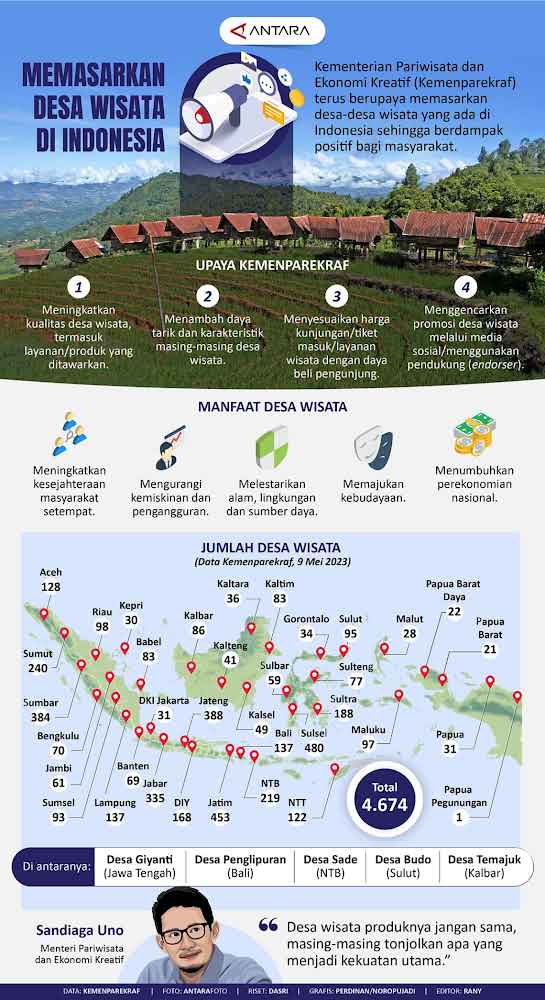 ANTARA
MEMASARKAN
DESA WISATA
DI INDONESIA
Kementerian Pariwisata dan
Ekonomi Kreatif (Kemenparekraf)
terus berupaya memasarkan
desa-desa wisata yang ada di
Indonesia sehingga berdampak
positif bagi masyarakat.
UPAYA KEMENPAREKRAF
1
Meningkatkan
kualitas desa wisata,
termasuk
layanan/produk yang
ditawarkan.
2
Menambah daya
tarik dan karakteristik
masing-masing desa
wisata.
3
Menyesuaikan harga
kunjungan/tiket
masuk/layanan
wisata dengan daya
beli pengunjung.
4
Menggencarkan
promosi desa wisata
melalui media
sosial/menggunakan
pendukung (endorser).
MANFAAT DESA WISATA
Meningkatkan
kesejahteraan
masyarakat
setempat.
Mengurangi
kemiskinan dan
pengangguran.
Melestarikan
alam, lingkungan
dan sumber daya.
Memajukan
kebudayaan.
Menumbuhkan
perekonomian
nasional.
JUMLAH DESA WISATA
(Data Kemenparekraf, 9 Mei 2023)
Aceh
128
Sumut
240
Sumbar
384
Bengkulu
70
Jambi
61
Sumsel
93
Riau
98
Kepri
30
Babel
83
Lampung
137
Banten
69
DKI Jakarta
31
Jabar
335
Jateng
388
DIY
168
Jatim
453
Kalbar
86
Kalteng
41
Kaltara
36
Kaltim
83
Kalsel
49
Bali
137
NTB
219
NTT
122
Gorontalo
34
Sulut
95
Sulbar
59
Sulteng
77
Sultra
188
Sulsel
480
Malut
28
Maluku
97
Papua Barat
Daya
22
Papua
Barat
21
Papua
31
Papua
Pegunungan
1
Total
4.674
Di antaranya:
Desa Giyanti
(Jawa Tengah)
Desa Penglipuran
(Bali)
Desa Sade
(NTB)
Desa Budo
(Sulut)
Desa Temajuk
(Kalbar)
Sandiaga Uno
Menteri Pariwisata
dan Ekonomi Kreatif
“ Desa wisata produknya jangan sama,
masing-masing tonjolkan apa yang
menjadi kekuatan utama.”
DATA: KEMENPAREKRAF | FOTO: ANTARAFOTO | RISET: DASRI | GRAFIS: PERDINAN/NOROPUJADI | EDITOR: RANY